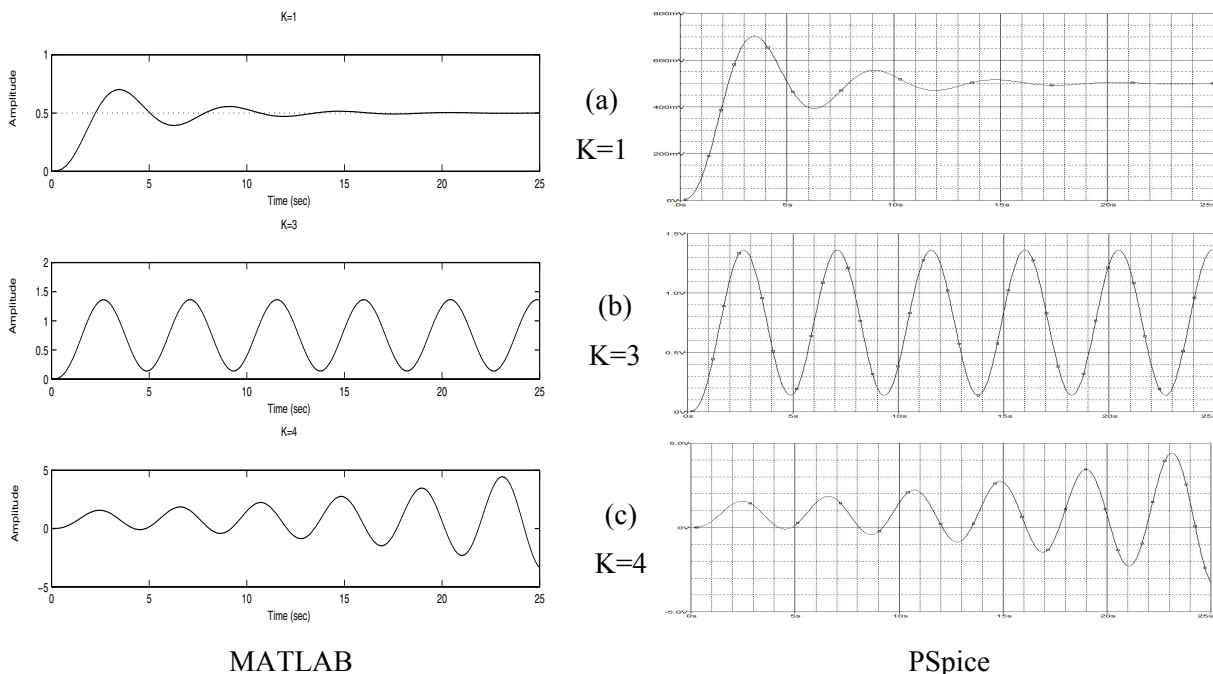 K=1
Amplitude
1
0.5
0
0 5 10 15 20 25
Time (sec)
K=3
Amplitude
2
1.5
1
0.5
0
0 5 10 15 20 25
Time (sec)
K=4
Amplitude
5
0
−5
0 5 10 15 20 25
Time (sec)
MATLAB
(a)
K=1
800mV
600mV
400mV
200mV
0V
0s 5s 10s 15s 20s 25s
(b)
K=3
1.5V
1.0V
0.5V
0V
0s 5s 10s 15s 20s 25s
(c)
K=4
5.0V
0V
-5.0V
0s 5s 10s 15s 20s 25s
PSpice